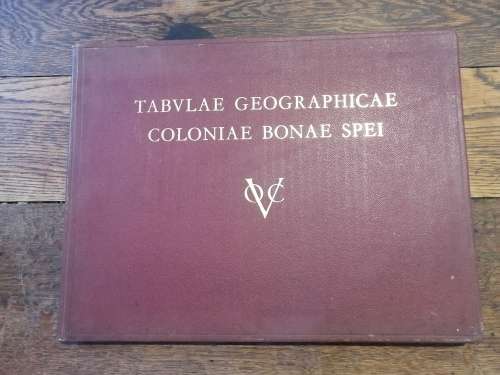 TABVLAE GEOGRAPHICAE
COLONIAE BONAE SPEI
VOC